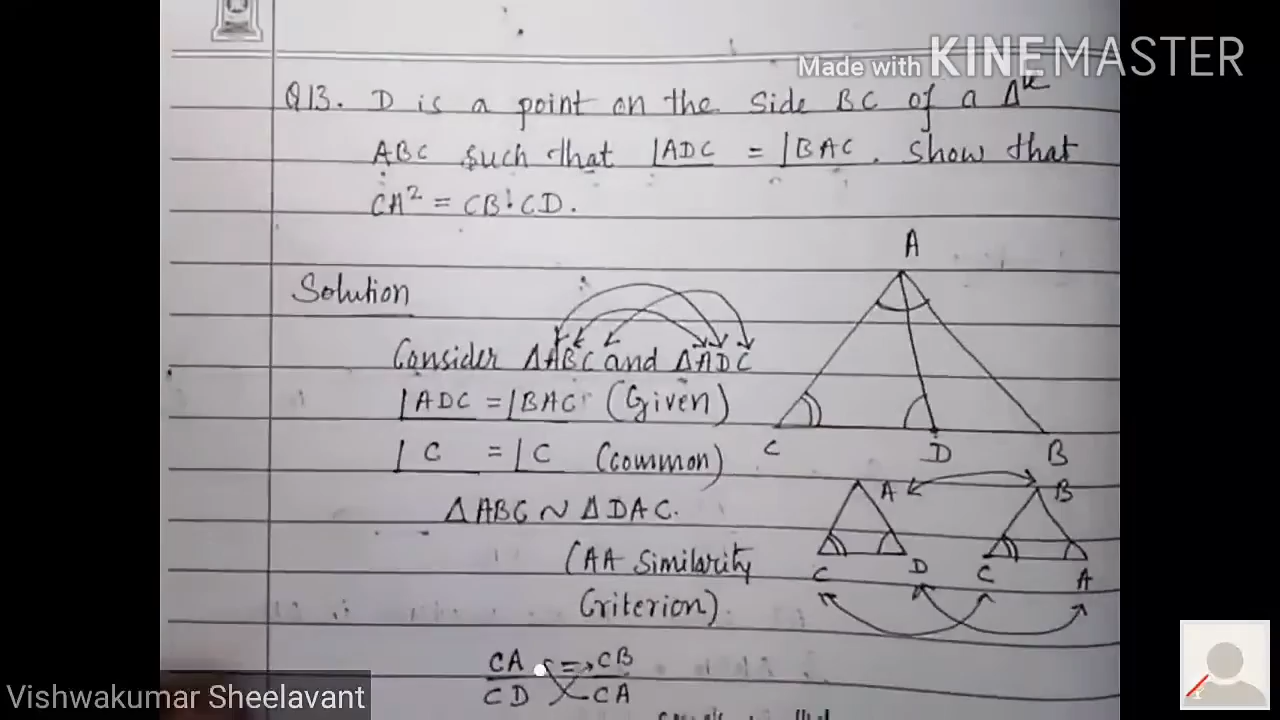 Made with KINEMASTER
Q13. D is a point on the side BC of a Δle
ABC such that ∠ADC = ∠BAC. Show that
CA² = CB·CD.
A
Solution
Consider ΔABC and ΔADC
∠ADC = ∠BAC (Given)
∠C = ∠C (common)
C D B
ΔABC ~ ΔDAC.
A B
(AA Similarity
C D C A
Criterion)
CA = CB
CD CA
Vishwakumar Sheelavant